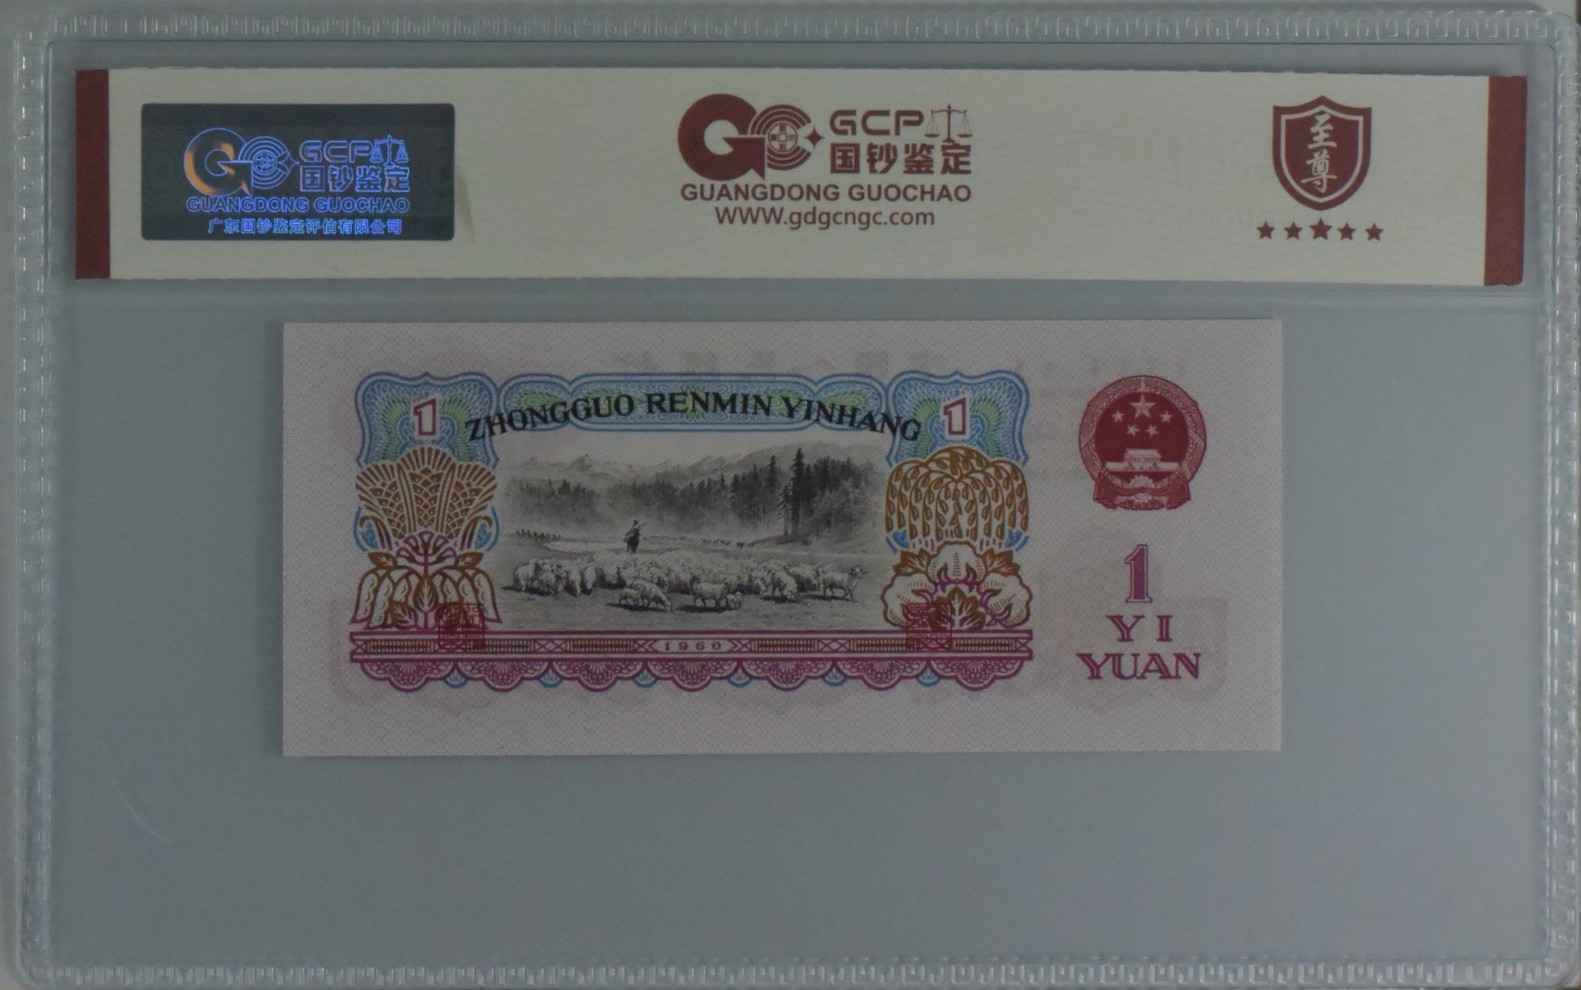 GCP
国钞鉴定
GUANGDONG GUOCHAO
广东国钞鉴定评估有限公司
GCP
国钞鉴定
GUANGDONG GUOCHAO
WWW.gdgcngc.com
至尊
1 ZHONGGUO RENMIN YINHANG 1
1960
1
YI
YUAN